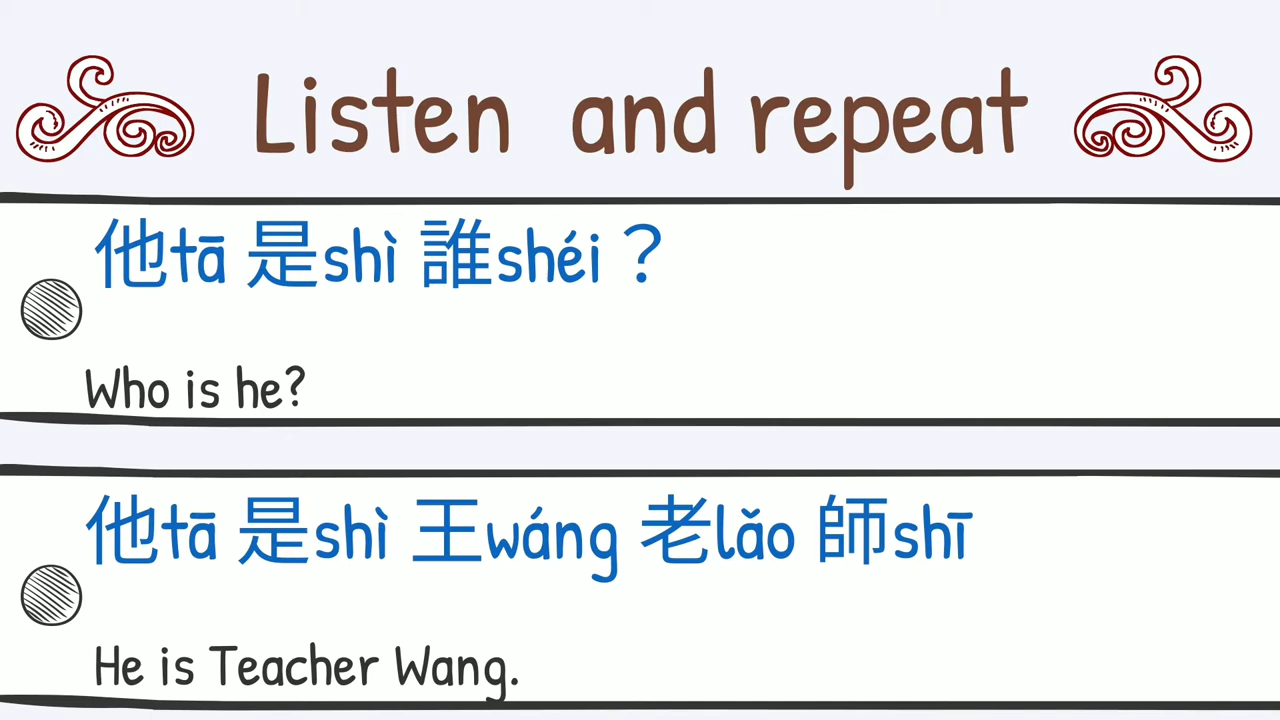 Listen and repeat
他tā 是shì 誰shéi？
Who is he?
他tā 是shì 王wáng 老lǎo 師shī
He is Teacher Wang.